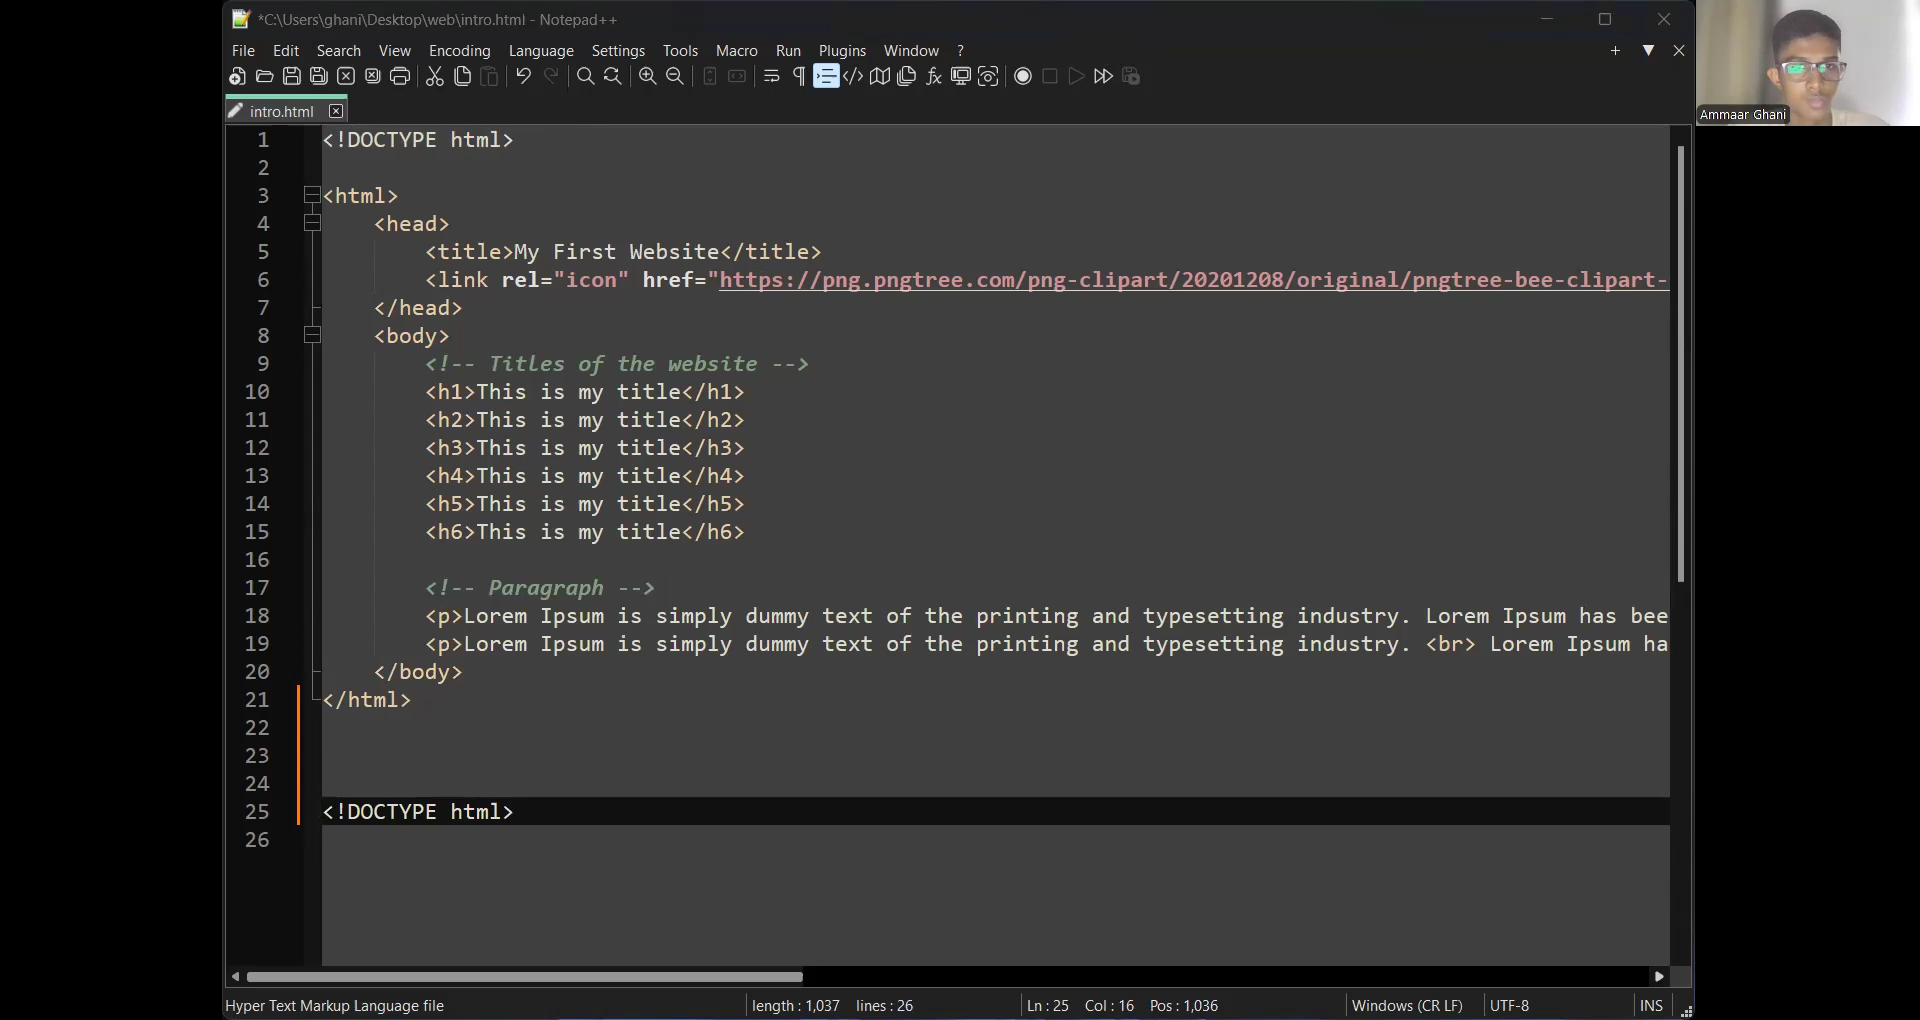 *C:\Users\ghani\Desktop\web\intro.html - Notepad++
File Edit Search View Encoding Language Settings Tools Macro Run Plugins Window ?
intro.html
1 <!DOCTYPE html>
2
3 <html>
4 <head>
5 <title>My First Website</title>
6 <link rel="icon" href="https://png.pngtree.com/png-clipart/20201208/original/pngtree-bee-clipart-
7 </head>
8 <body>
9 <!-- Titles of the website -->
10 <h1>This is my title</h1>
11 <h2>This is my title</h2>
12 <h3>This is my title</h3>
13 <h4>This is my title</h4>
14 <h5>This is my title</h5>
15 <h6>This is my title</h6>
16
17 <!-- Paragraph -->
18 <p>Lorem Ipsum is simply dummy text of the printing and typesetting industry. Lorem Ipsum has bee
19 <p>Lorem Ipsum is simply dummy text of the printing and typesetting industry. <br> Lorem Ipsum ha
20 </body>
21 </html>
22
23
24
25 <!DOCTYPE html>
26
Hyper Text Markup Language file length : 1,037 lines : 26 Ln : 25 Col : 16 Pos : 1,036 Windows (CR LF) UTF-8 INS
Ammaar Ghani